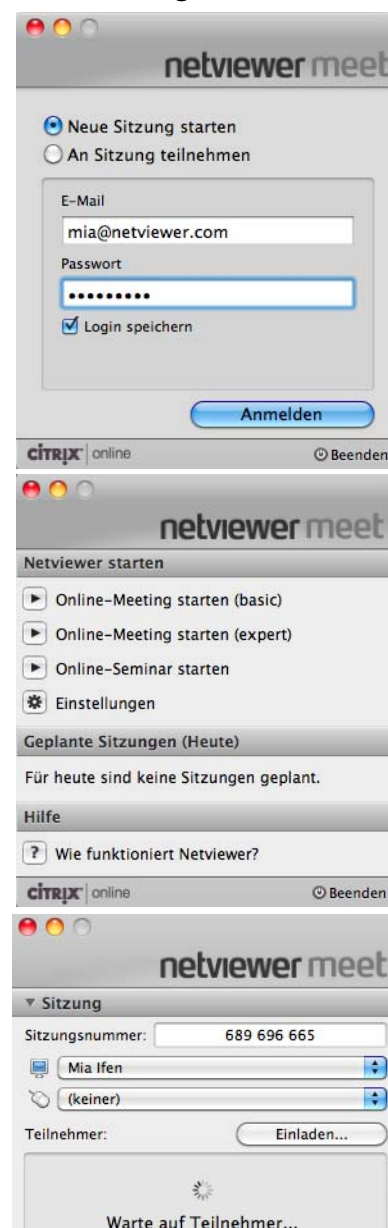 netviewer meet
Neue Sitzung starten
An Sitzung teilnehmen
E-Mail
mia@netviewer.com
Passwort
•••••••••
Login speichern
Anmelden
CITRIX online Beenden
netviewer meet
Netviewer starten
Online-Meeting starten (basic)
Online-Meeting starten (expert)
Online-Seminar starten
Einstellungen
Geplante Sitzungen (Heute)
Für heute sind keine Sitzungen geplant.
Hilfe
? Wie funktioniert Netviewer?
CITRIX online Beenden
netviewer meet
Sitzung
Sitzungsnummer: 689 696 665
Mia Ifen
(keiner)
Teilnehmer: Einladen...
Warte auf Teilnehmer...